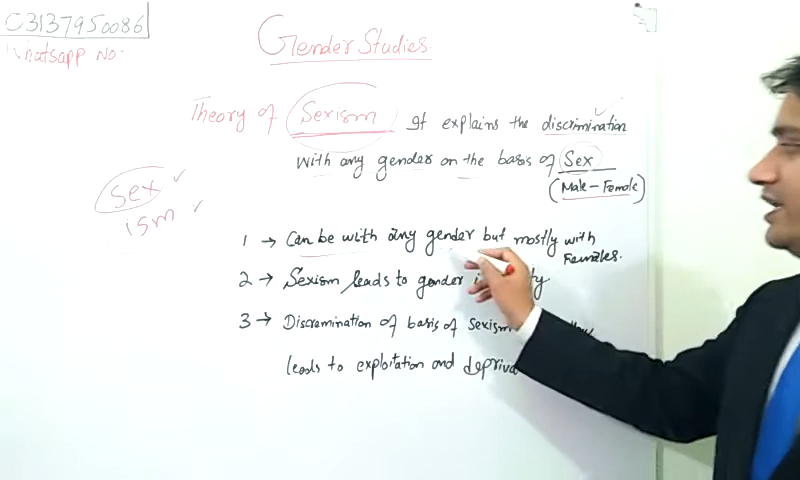 03137950086
Whatsapp No.
Gender Studies
Theory of Sexism It explains the discrimination
with any gender on the basis of Sex
(Male - Female)
Sex
ism
1 → Can be with any gender but mostly with
Females.
2 → Sexism leads to gender
3 → Discremination of basis of sexism
leads to exploitation and